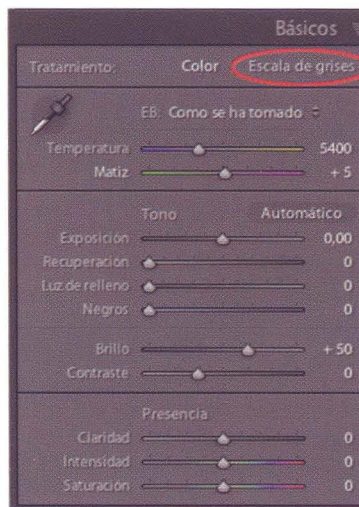 Básicos
Tratamiento: Color Escala de grises
EB: Como se ha tomado
Temperatura 5400
Matiz + 5
Tono Automático
Exposición 0,00
Recuperación 0
Luz de relleno 0
Negros 0
Brillo + 50
Contraste 0
Presencia
Claridad 0
Intensidad 0
Saturación 0